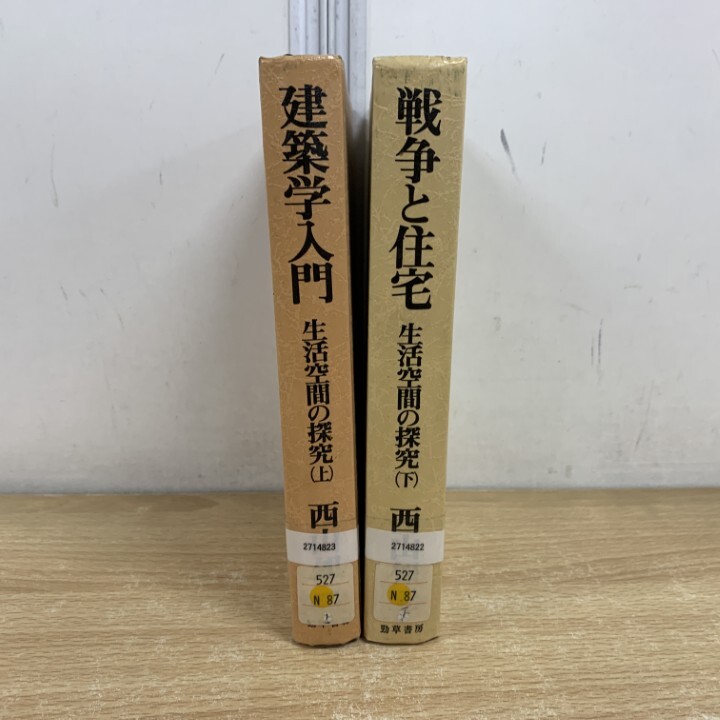 建築学入門
生活空間の探究(上)
西
2714823
527
N 87
戦争と住宅
生活空間の探究(下)
西
2714822
527
N 87
勁草書房